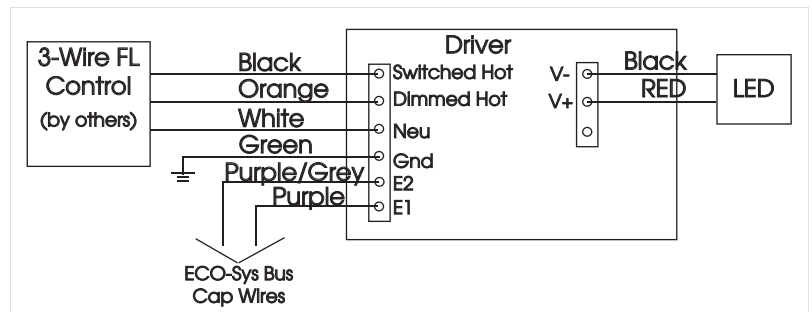 3-Wire FL
Control
(by others)
Black
Orange
White
Green
Purple/Grey
Purple
ECO-Sys Bus
Cap Wires
Driver
Switched Hot
Dimmed Hot
Neu
Gnd
E2
E1
V-
V+
Black
RED
LED